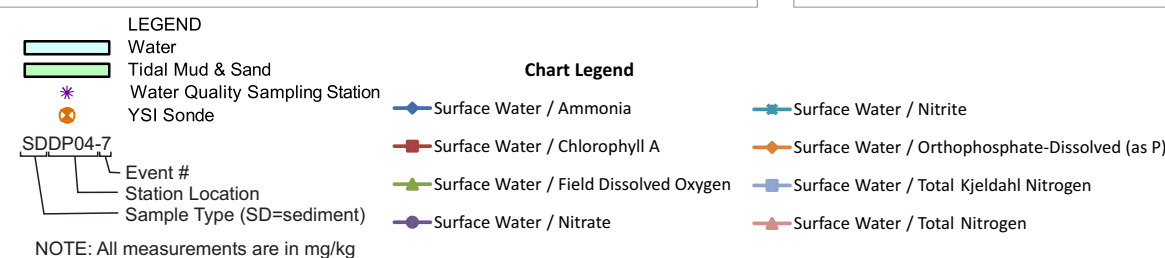 LEGEND
Water
Tidal Mud & Sand
Water Quality Sampling Station
YSI Sonde
SDDP04-7
Event #
Station Location
Sample Type (SD=sediment)
NOTE: All measurements are in mg/kg
Chart Legend
Surface Water / Ammonia
Surface Water / Chlorophyll A
Surface Water / Field Dissolved Oxygen
Surface Water / Nitrate
Surface Water / Nitrite
Surface Water / Orthophosphate-Dissolved (as P)
Surface Water / Total Kjeldahl Nitrogen
Surface Water / Total Nitrogen